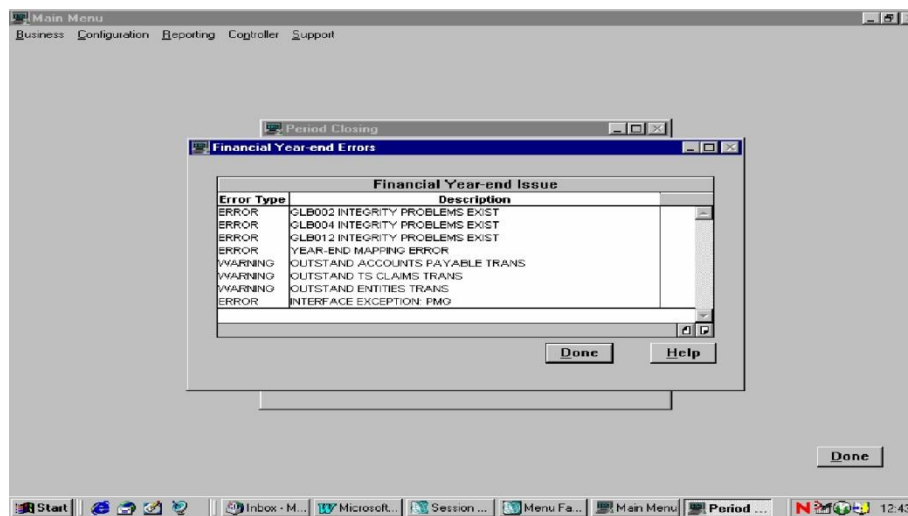 Main Menu
Business Configuration Reporting Controller Support
Period Closing
Financial Year-end Errors
Financial Year-end Issue
Error Type Description
ERROR GLB002 INTEGRITY PROBLEMS EXIST
ERROR GLB004 INTEGRITY PROBLEMS EXIST
ERROR GLB012 INTEGRITY PROBLEMS EXIST
ERROR YEAR-END MAPPING ERROR
WARNING OUTSTAND ACCOUNTS PAYABLE TRANS
WARNING OUTSTAND TS CLAIMS TRANS
WARNING OUTSTAND ENTITIES TRANS
ERROR INTERFACE EXCEPTION: PMG
Done Help
Done
Start Inbox - M... Microsoft... Session ... Menu Fa... Main Menu Period ... 12:43